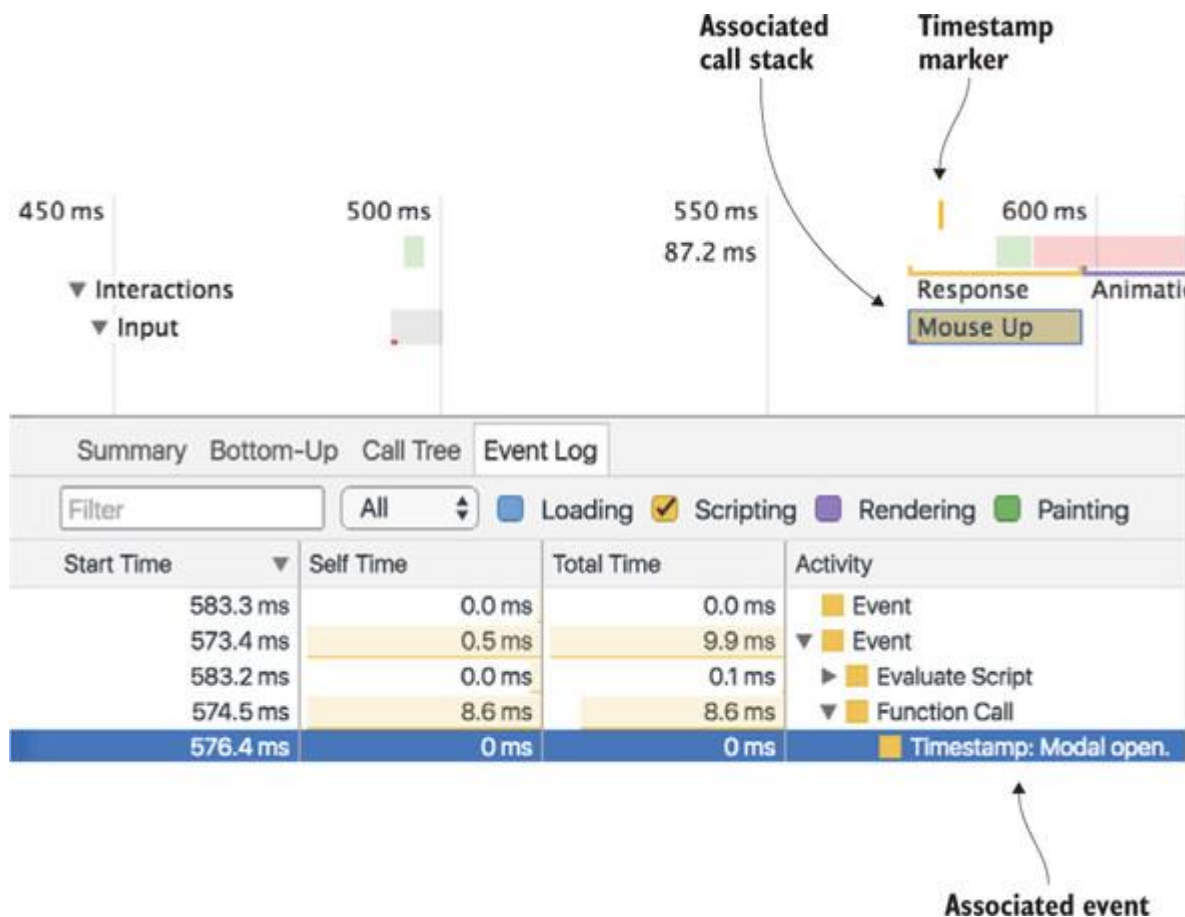 Associated call stack
Timestamp marker
450 ms 500 ms 550 ms 600 ms
87.2 ms
Interactions Response Animati
Input Mouse Up
Summary Bottom-Up Call Tree Event Log
Filter All Loading Scripting Rendering Painting
Start Time Self Time Total Time Activity
583.3 ms 0.0 ms 0.0 ms Event
573.4 ms 0.5 ms 9.9 ms Event
583.2 ms 0.0 ms 0.1 ms Evaluate Script
574.5 ms 8.6 ms 8.6 ms Function Call
576.4 ms 0 ms 0 ms Timestamp: Modal open.
Associated event